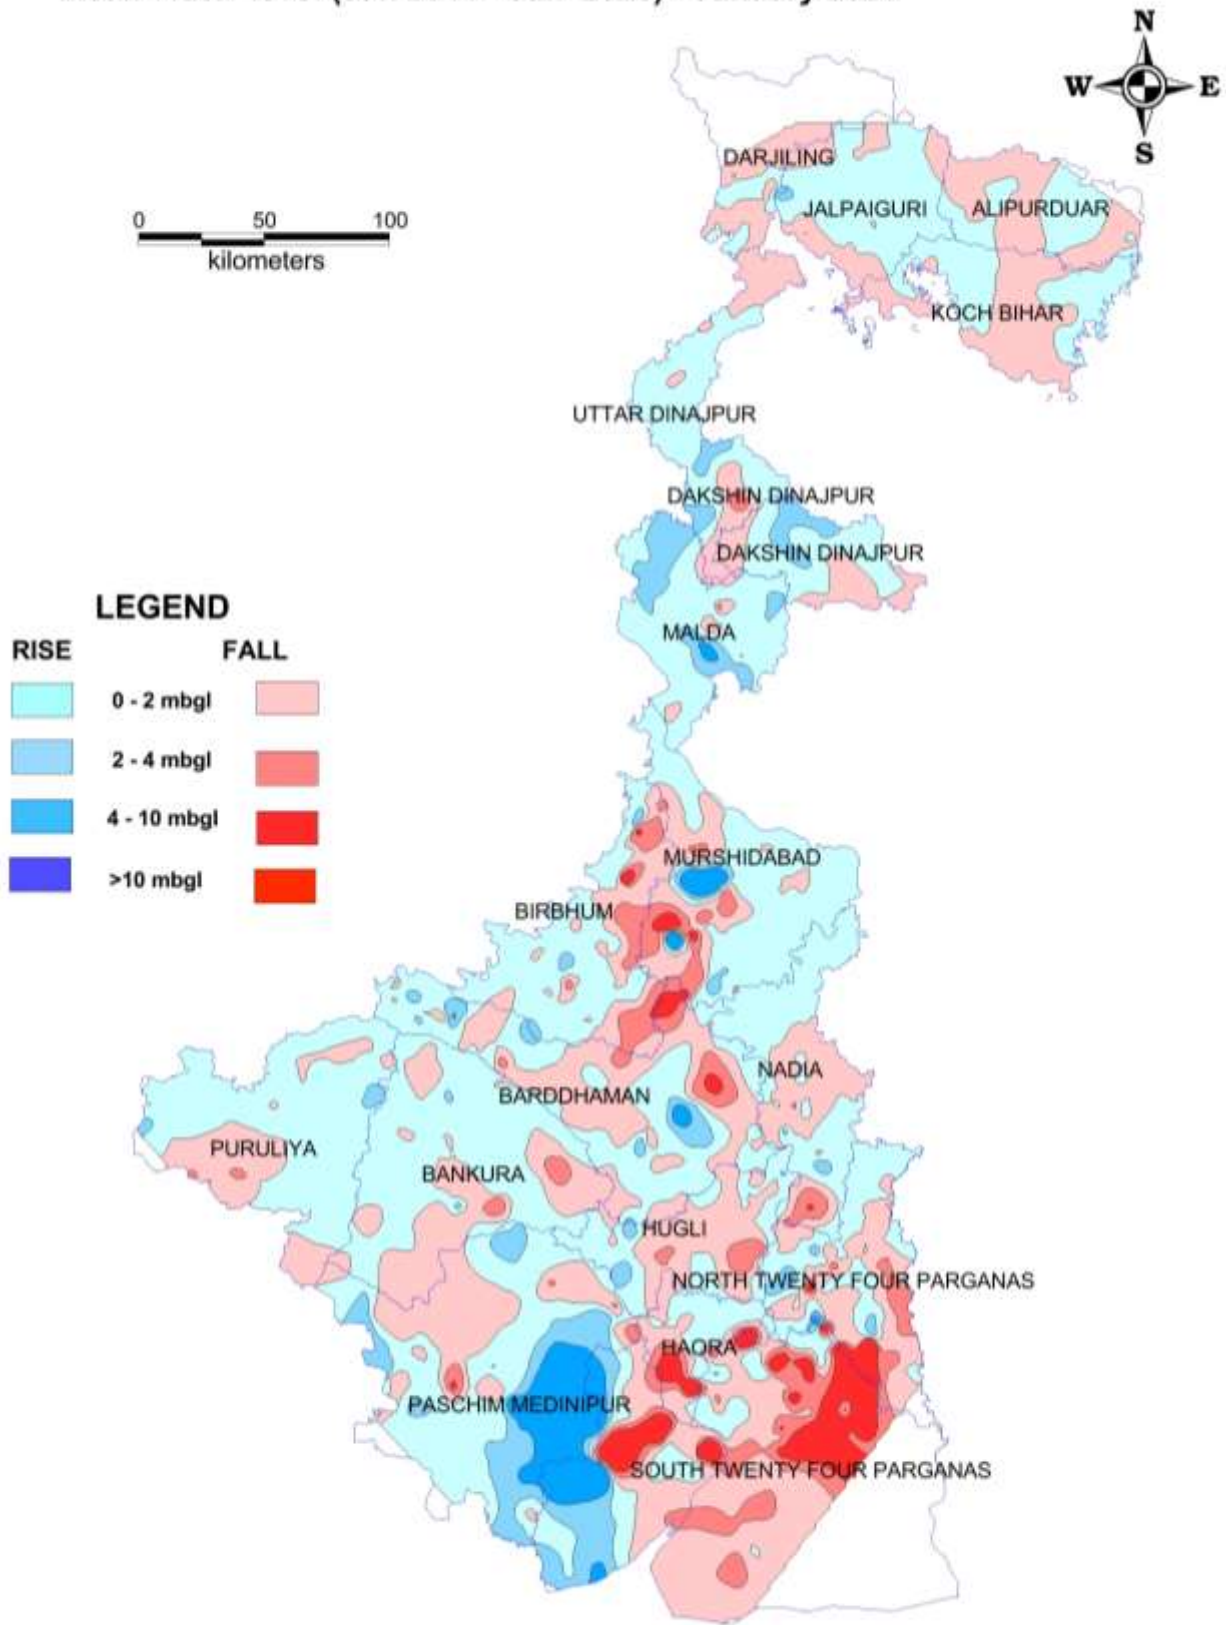 N
W E
S
0 50 100
kilometers
DARJILING
JALPAIGURI
ALIPURDUAR
KOCH BIHAR
UTTAR DINAJPUR
DAKSHIN DINAJPUR
DAKSHIN DINAJPUR
MALDA
LEGEND
RISE FALL
0 - 2 mbgl
2 - 4 mbgl
4 - 10 mbgl
>10 mbgl
MURSHIDABAD
BIRBHUM
NADIA
BARDDHAMAN
PURULIYA
BANKURA
HUGLI
NORTH TWENTY FOUR PARGANAS
HAORA
PASCHIM MEDINIPUR
SOUTH TWENTY FOUR PARGANAS